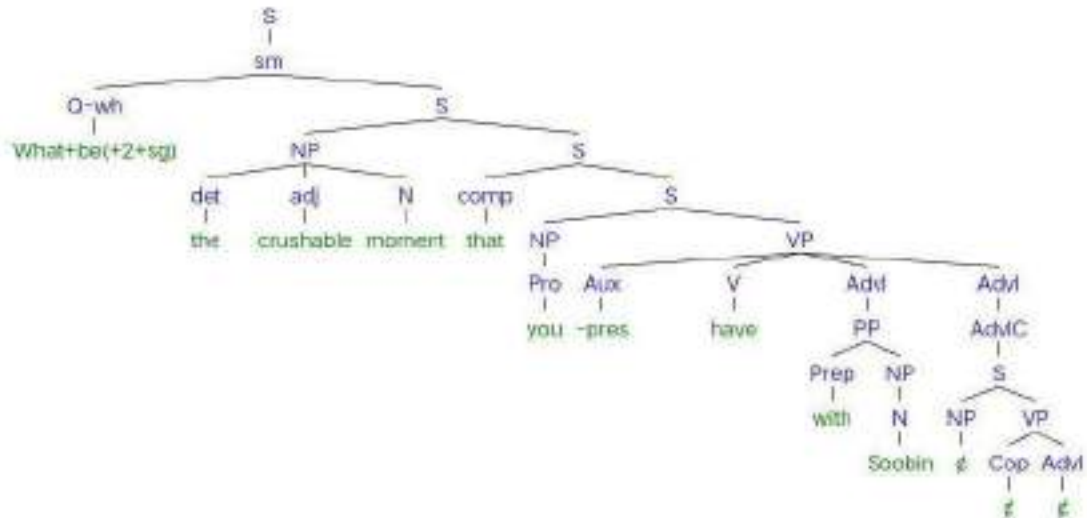 S
sm
Q-wh S
What+be(+2+sg) NP S
det adj N comp S
the crushable moment that NP VP
Pro Aux V Advl Advl
you -pres have PP AdvlC
Prep NP S
with N NP VP
Soobin ¢ Cop Advl
¢ ¢